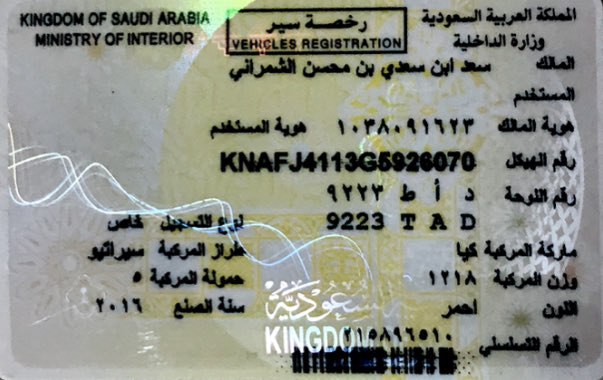 KINGDOM OF SAUDI ARABIA رخصة سير المملكة العربية السعودية
MINISTRY OF INTERIOR VEHICLES REGISTRATION وزارة الداخلية
المالك سعد ابن سعدي بن محسن الشمراني
المستخدم
هوية المالك ١٠٣٨٠٩١٦٢٣ هوية المستخدم
رقم الهيكل KNAFJ4113G5926070
رقم اللوحة د أ ط ٩٢٢٣
9223 T A D نوع التسجيل خاص
ماركة المركبة كيا طراز المركبة سيراتيو
وزن المركبة ١٢١٨ حمولة المركبة ٥
اللون احمر سنة الصنع ٢٠١٦
السعودية
KINGDOM
الرقم التسلسلي ٢١٥٨٩٦٥١٠